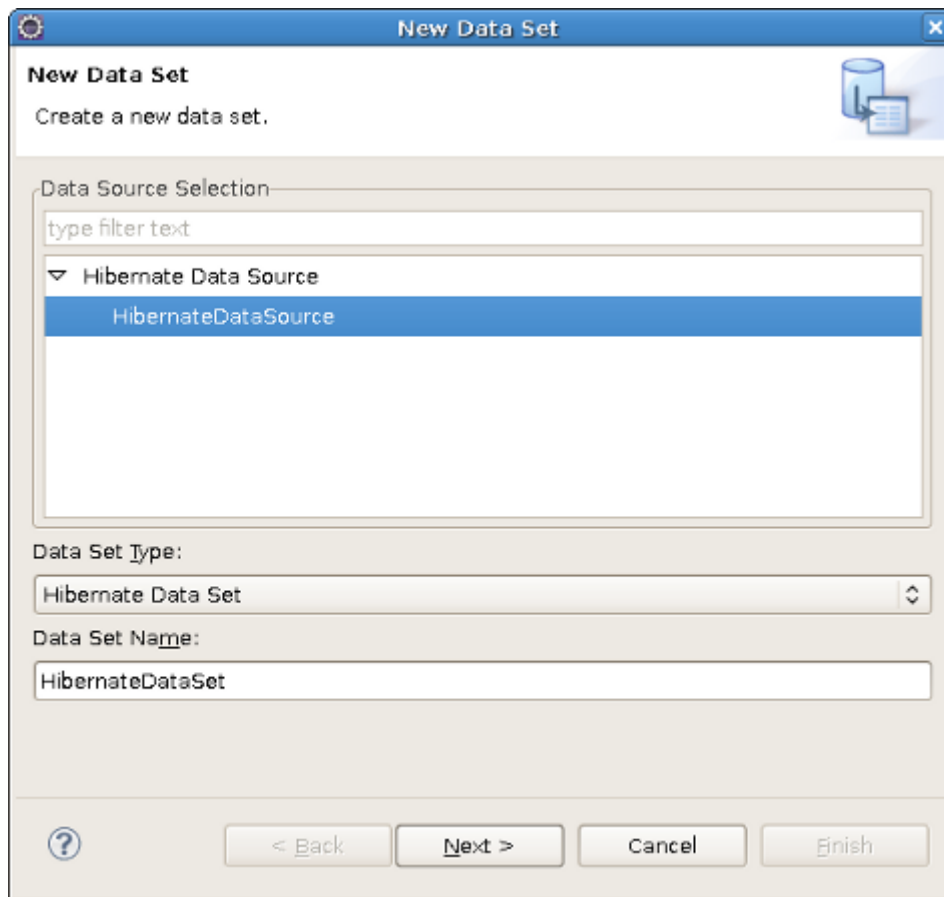 New Data Set
New Data Set
Create a new data set.
Data Source Selection
type filter text
Hibernate Data Source
HibernateDataSource
Data Set Type:
Hibernate Data Set
Data Set Name:
HibernateDataSet
? < Back Next > Cancel Finish